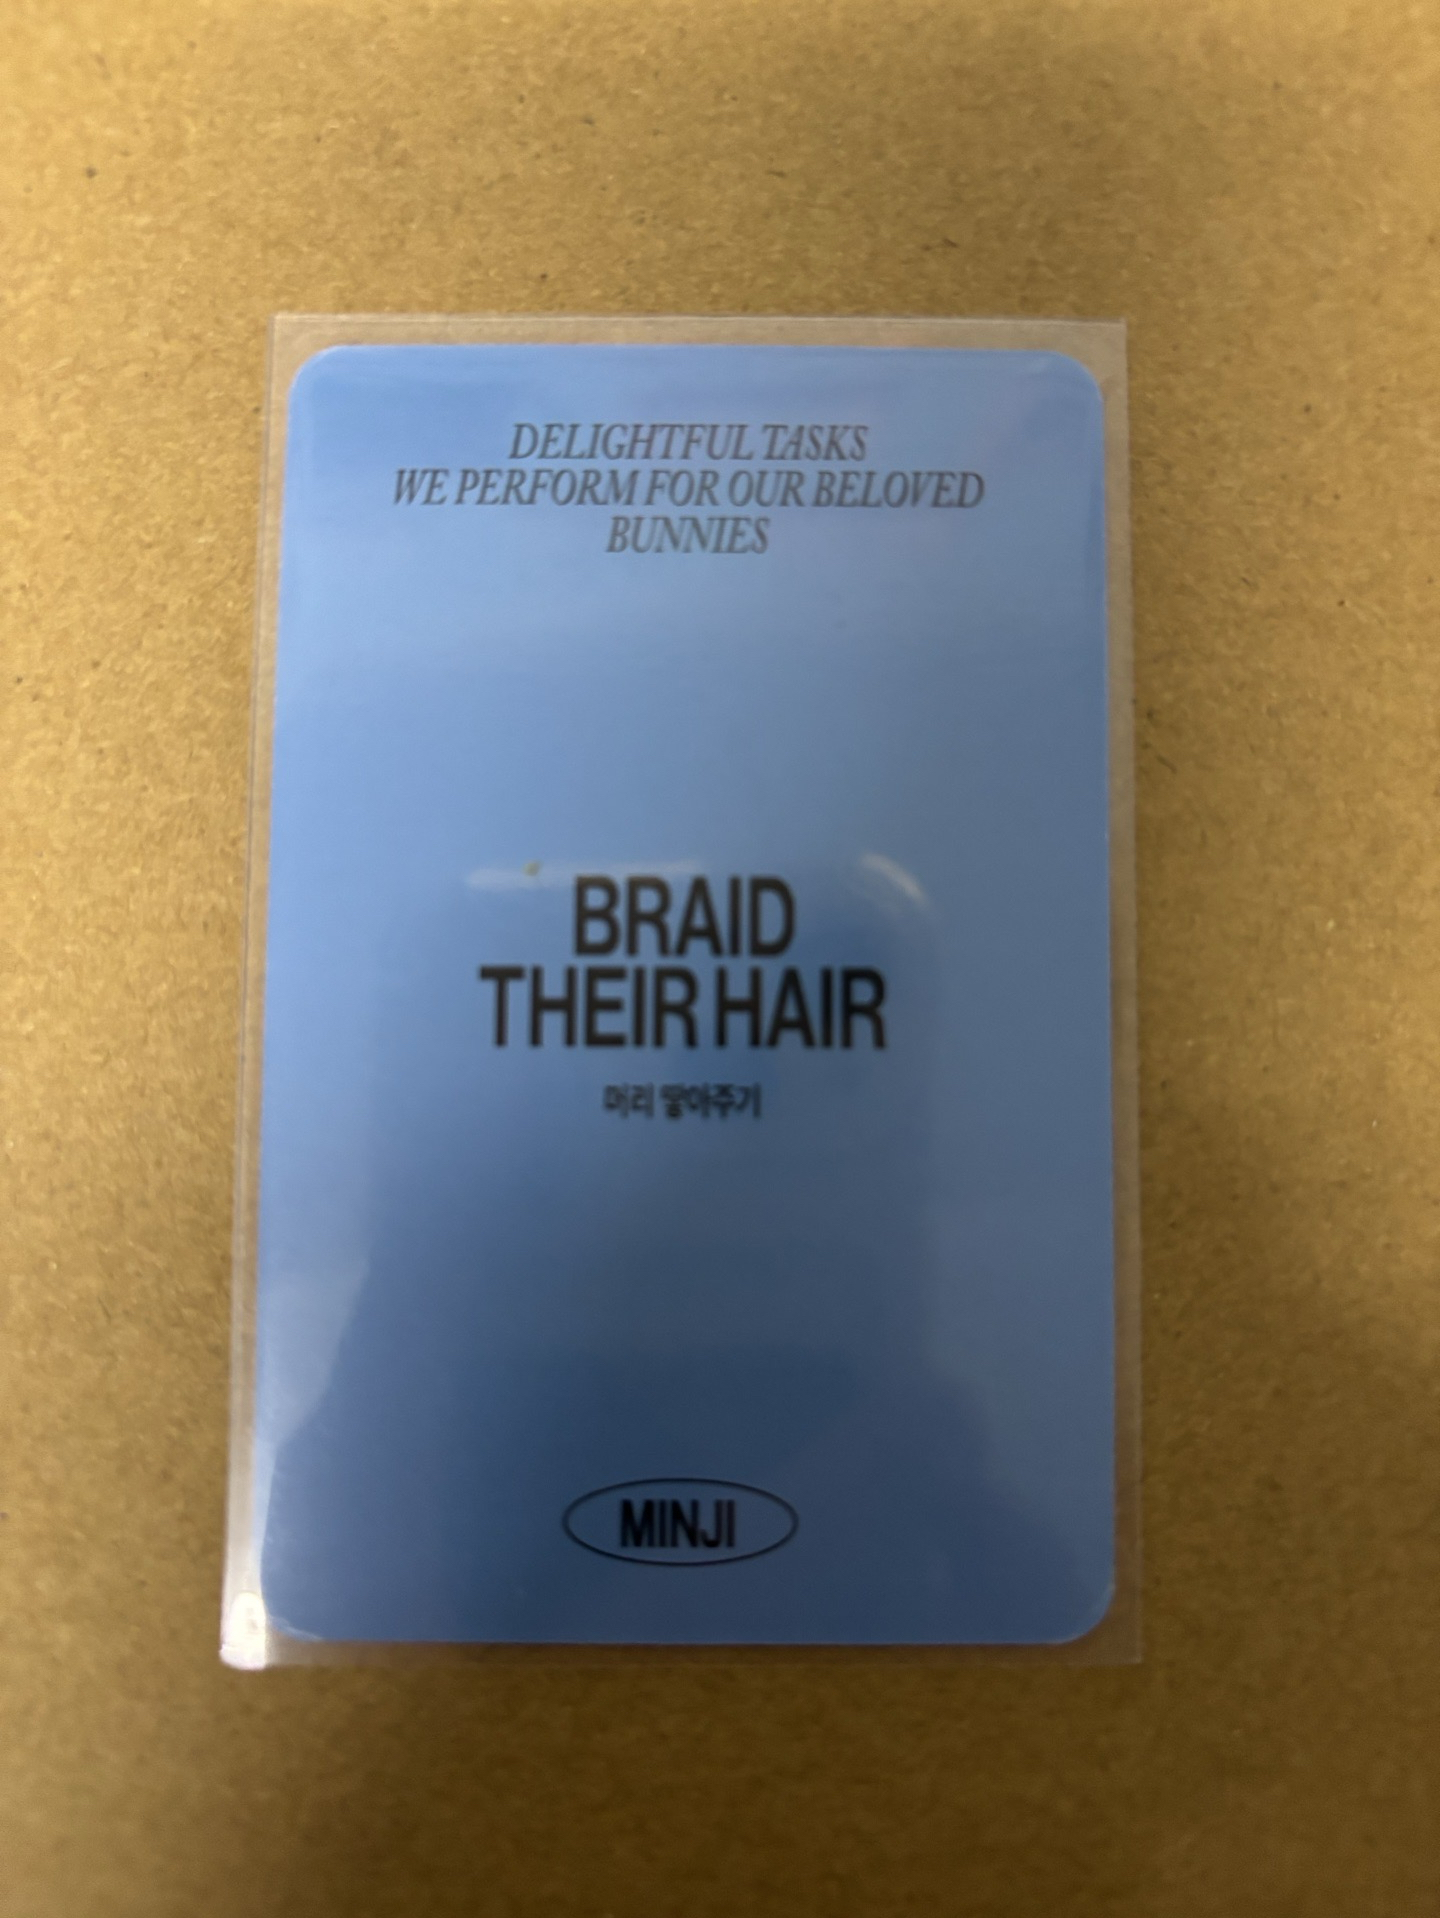 DELIGHTFUL TASKS
WE PERFORM FOR OUR BELOVED
BUNNIES
BRAID
THEIR HAIR
머리 땋아주기
MINJI